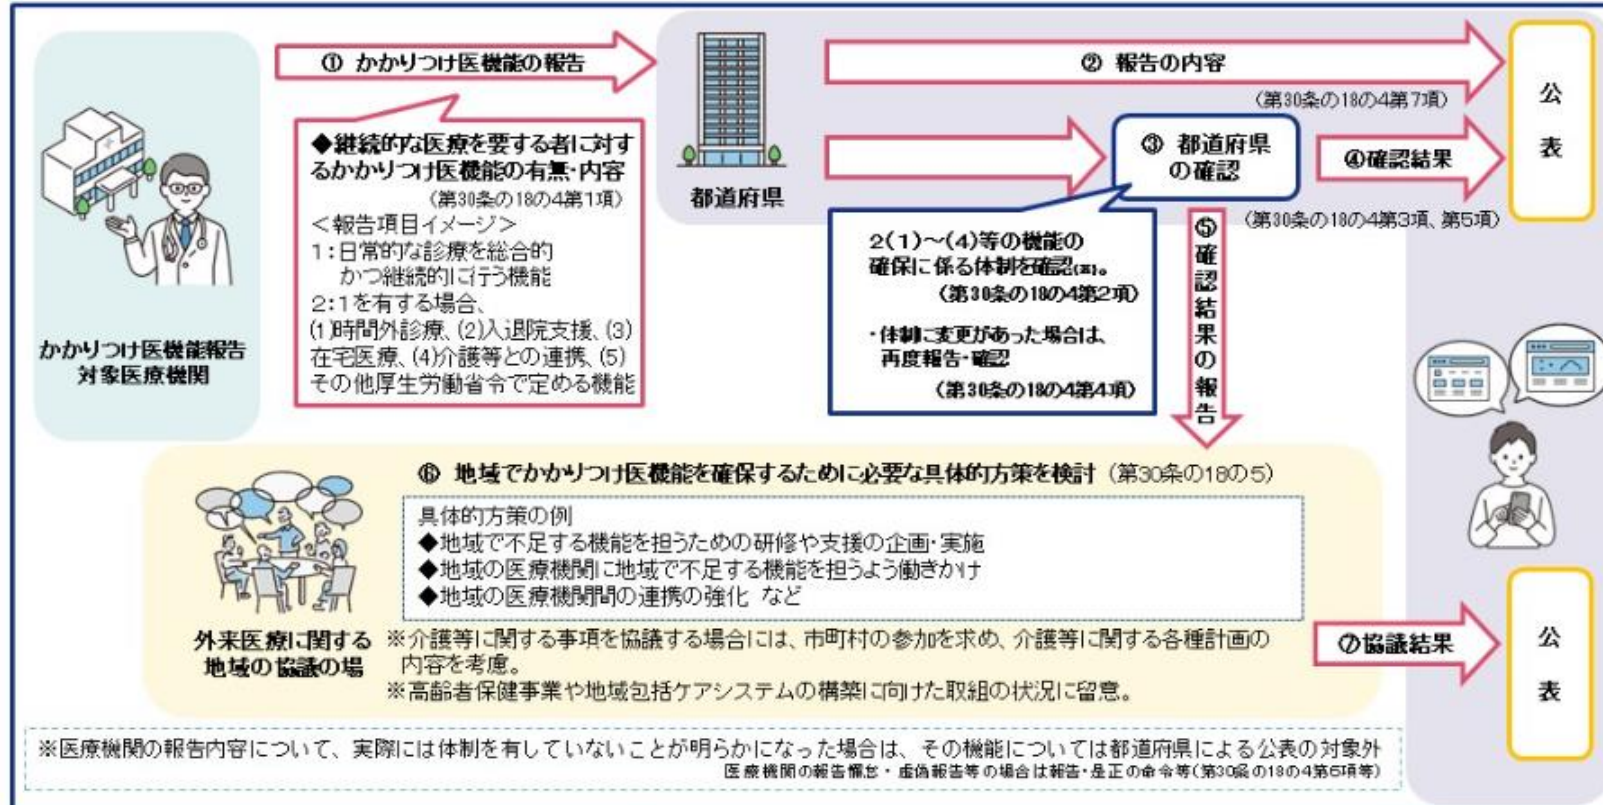 ① かかりつけ医機能の報告
② 報告の内容
(第30条の18の4第7項)
公
表
◆継続的な医療を要する者に対す
るかかりつけ医機能の有無・内容
(第30条の18の4第1項)
＜報告項目イメージ＞
1:日常的な診療を総合的
かつ継続的に行う機能
2:1を有する場合、
(1)時間外診療、(2)入退院支援、(3)
在宅医療、(4)介護等との連携、(5)
その他厚生労働省令で定める機能
かかりつけ医機能報告
対象医療機関
都道府県
③ 都道府県
の確認
④確認結果
(第30条の18の4第3項、第5項)
2(1)～(4)等の機能の
確保に係る体制を確認(※)。
(第30条の18の4第2項)
・体制に変更があった場合は、
再度報告・確認
(第30条の18の4第4項)
⑤確認結果の報告
⑥ 地域でかかりつけ医機能を確保するために必要な具体的方策を検討 (第30条の18の5)
具体的方策の例
◆地域で不足する機能を担うための研修や支援の企画・実施
◆地域の医療機関に地域で不足する機能を担うよう働きかけ
◆地域の医療機関間の連携の強化 など
外来医療に関する
地域の協議の場
※介護等に関する事項を協議する場合には、市町村の参加を求め、介護等に関する各種計画の
内容を考慮。
※高齢者保健事業や地域包括ケアシステムの構築に向けた取組の状況に留意。
⑦協議結果
公
表
※医療機関の報告内容について、実際には体制を有していないことが明らかになった場合は、その機能については都道府県による公表の対象外
医療機関の報告懈怠・虚偽報告等の場合は報告・是正の命令等(第30条の18の4第6項等)